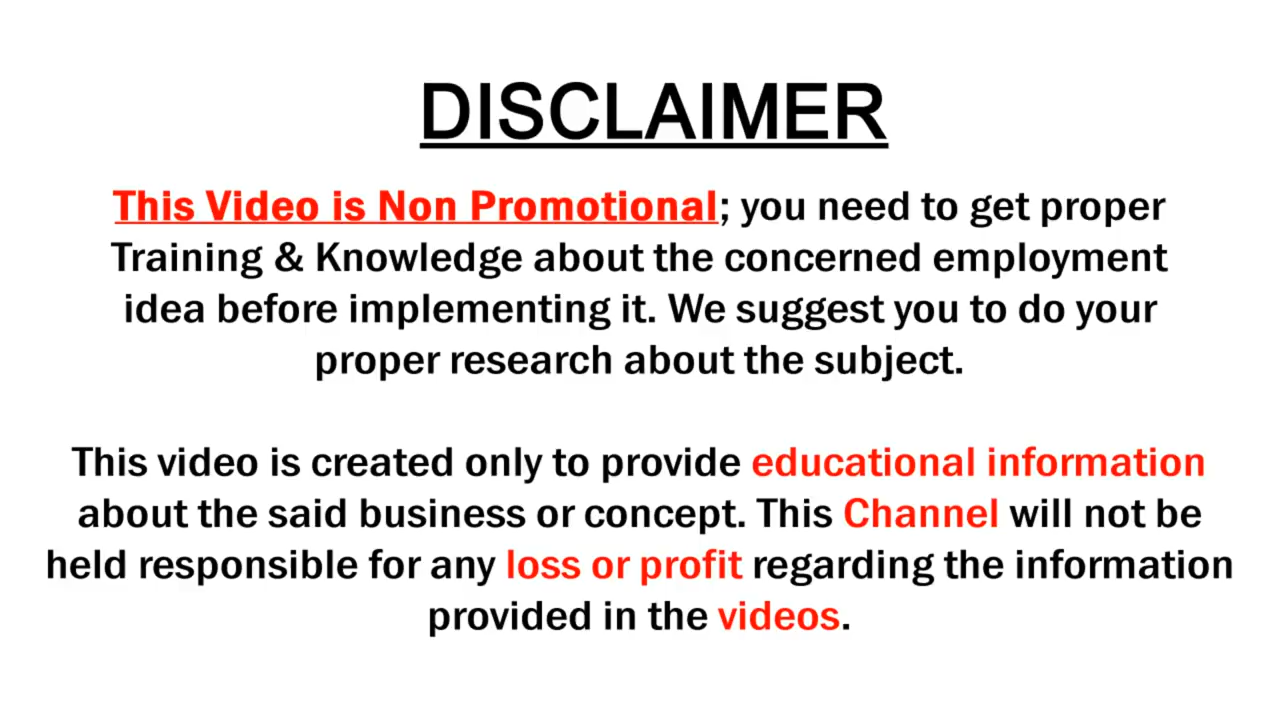 DISCLAIMER
This Video is Non Promotional; you need to get proper
Training & Knowledge about the concerned employment
idea before implementing it. We suggest you to do your
proper research about the subject.
This video is created only to provide educational information
about the said business or concept. This Channel will not be
held responsible for any loss or profit regarding the information
provided in the videos.